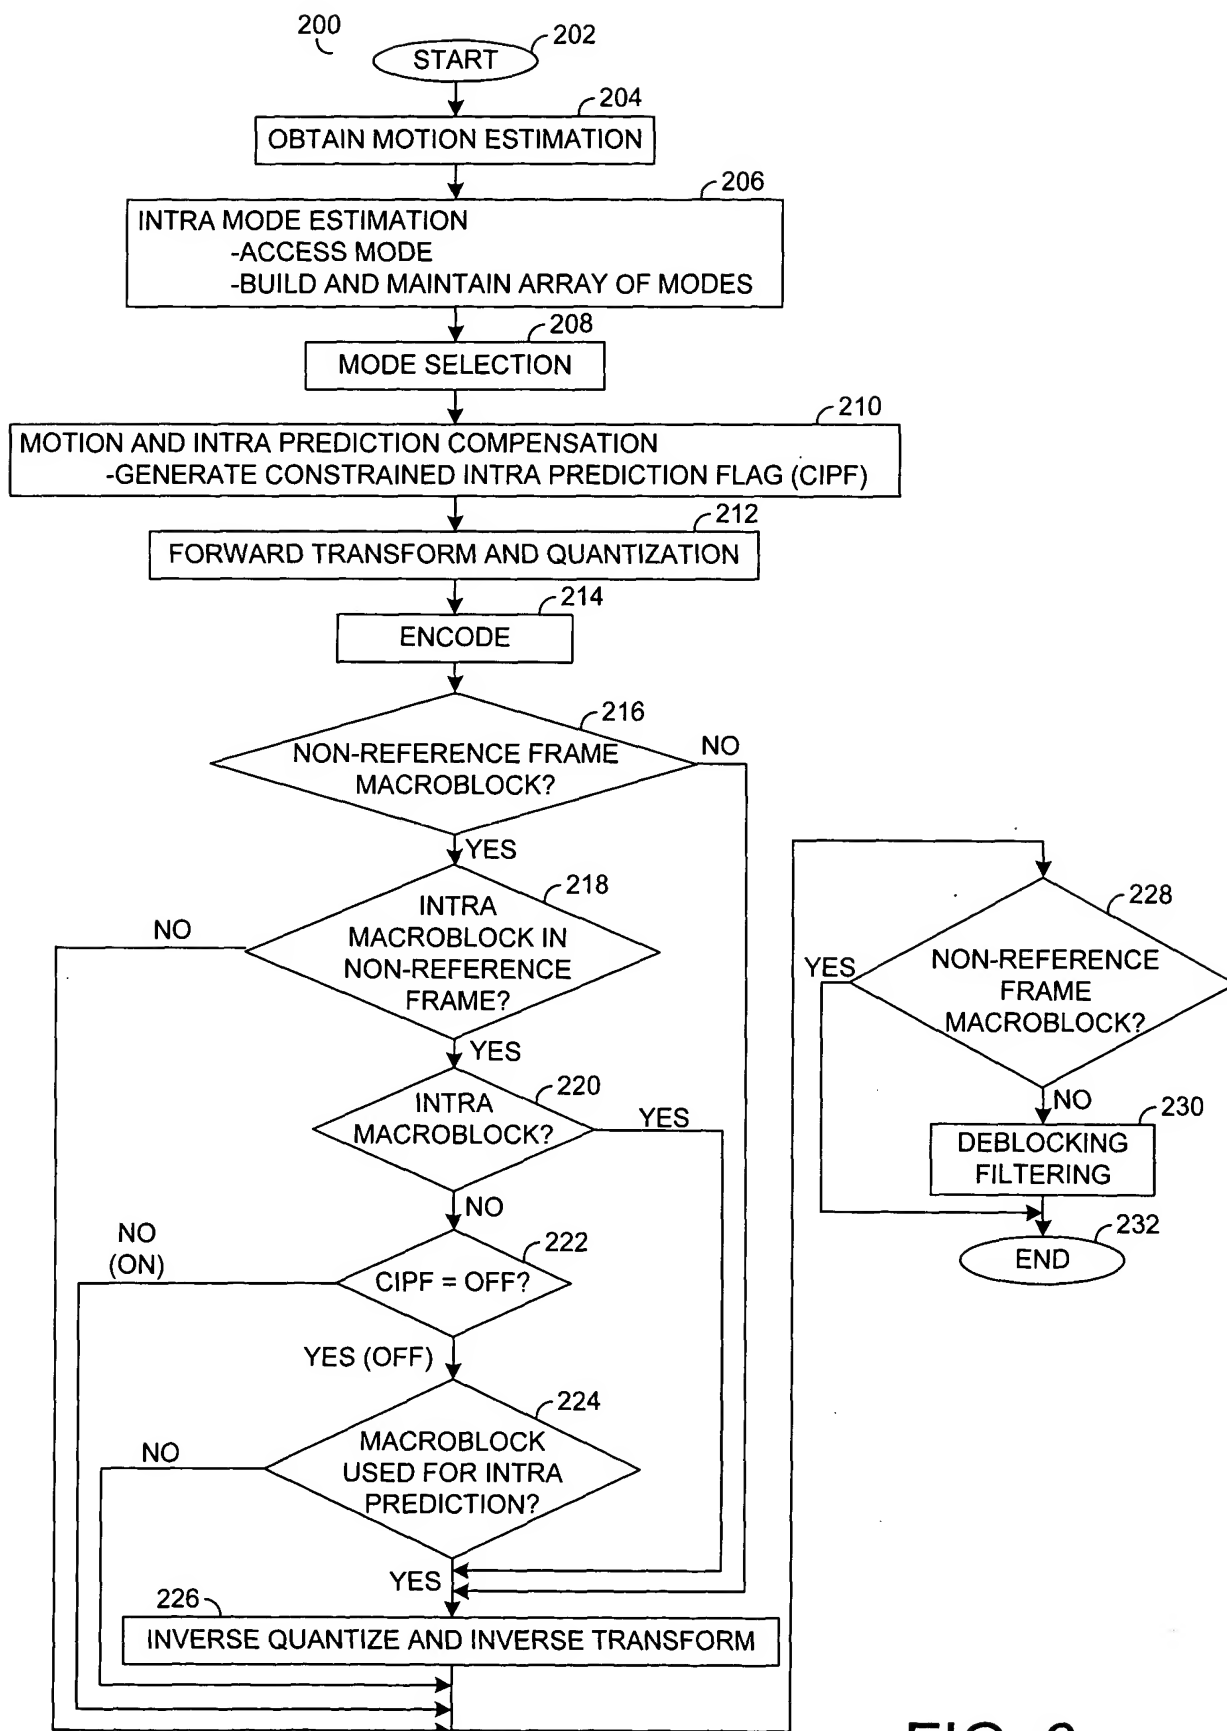 200
202
START
204
OBTAIN MOTION ESTIMATION
206
INTRA MODE ESTIMATION
-ACCESS MODE
-BUILD AND MAINTAIN ARRAY OF MODES
208
MODE SELECTION
210
MOTION AND INTRA PREDICTION COMPENSATION
-GENERATE CONSTRAINED INTRA PREDICTION FLAG (CIPF)
212
FORWARD TRANSFORM AND QUANTIZATION
214
ENCODE
216
NON-REFERENCE FRAME
MACROBLOCK?
NO
YES
218
INTRA
MACROBLOCK IN
NON-REFERENCE
FRAME?
NO
YES
220
INTRA
MACROBLOCK?
YES
NO
222
CIPF = OFF?
NO
(ON)
YES (OFF)
224
MACROBLOCK
USED FOR INTRA
PREDICTION?
NO
YES
226
INVERSE QUANTIZE AND INVERSE TRANSFORM
228
NON-REFERENCE
FRAME
MACROBLOCK?
YES
NO
230
DEBLOCKING
FILTERING
232
END